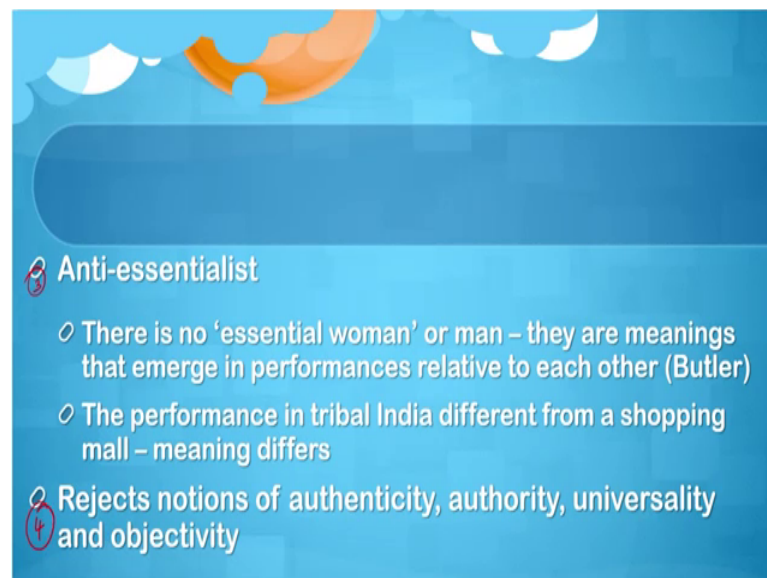 3 Anti-essentialist
There is no ‘essential woman’ or man – they are meanings
that emerge in performances relative to each other (Butler)
The performance in tribal India different from a shopping
mall – meaning differs
4 Rejects notions of authenticity, authority, universality
and objectivity